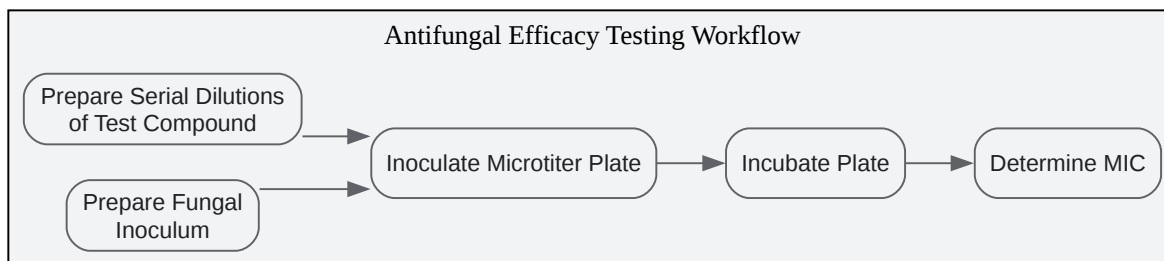 Antifungal Efficacy Testing Workflow
Prepare Serial Dilutions
of Test Compound
Prepare Fungal
Inoculum
Inoculate Microtiter Plate
Incubate Plate
Determine MIC